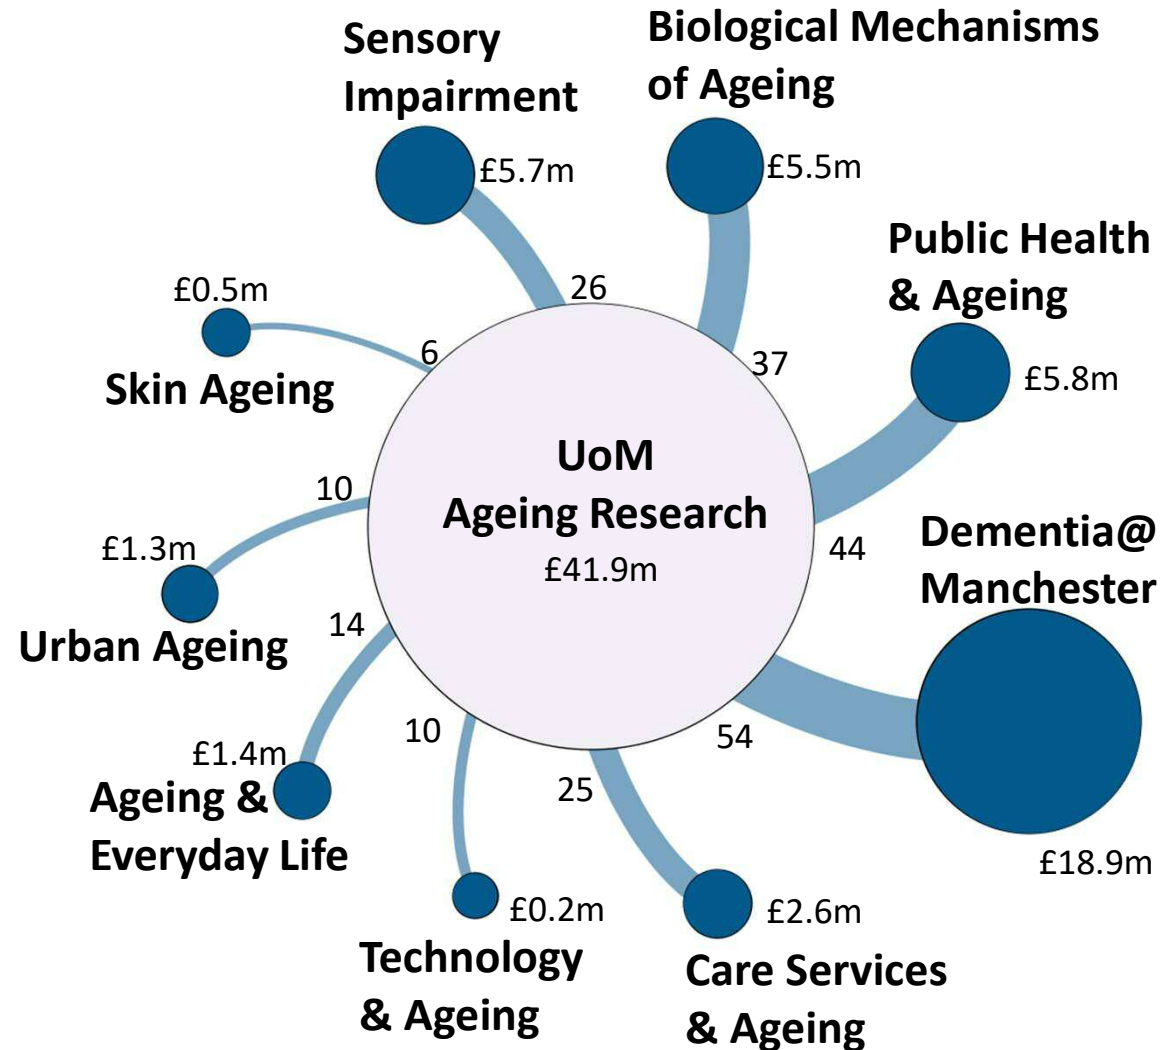 Sensory
Impairment
£5.7m
26
Biological Mechanisms
of Ageing
£5.5m
37
Public Health
& Ageing
£5.8m
44
Dementia@
Manchester
£18.9m
54
Care Services
& Ageing
£2.6m
25
Technology
& Ageing
£0.2m
10
Ageing &
Everyday Life
£1.4m
14
Urban Ageing
£1.3m
10
Skin Ageing
£0.5m
6
UoM
Ageing Research
£41.9m